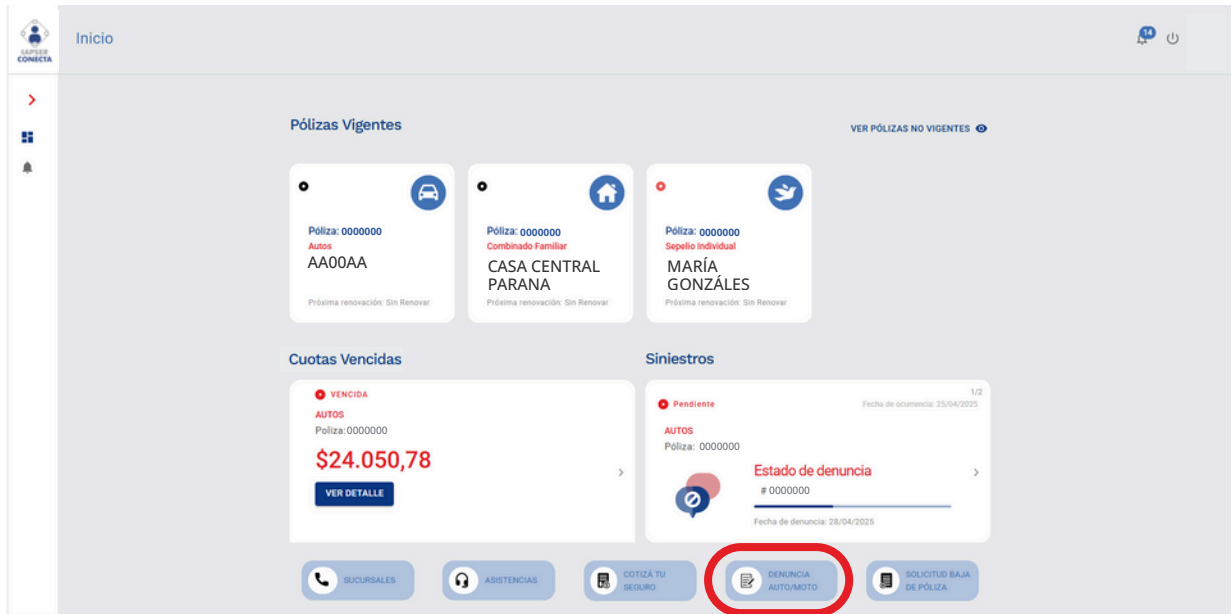 LAPSER
CONECTA
Inicio
14
Pólizas Vigentes
VER PÓLIZAS NO VIGENTES
Póliza: 0000000
Autos
AA00AA
Próxima renovación: Sin Renovar
Póliza: 0000000
Combinado Familiar
CASA CENTRAL
PARANA
Próxima renovación: Sin Renovar
Póliza: 0000000
Sepelio Individual
MARÍA
GONZÁLES
Próxima renovación: Sin Renovar
Cuotas Vencidas
VENCIDA
AUTOS
Poliza:0000000
$24.050,78
VER DETALLE
Siniestros
1/2
Pendiente
Fecha de ocurrencia: 25/04/2025
AUTOS
Póliza: 0000000
Estado de denuncia
# 0000000
Fecha de denuncia: 28/04/2025
SUCURSALES
ASISTENCIAS
COTIZÁ TU
SEGURO
DENUNCIA
AUTO/MOTO
SOLICITUD BAJA
DE PÓLIZA